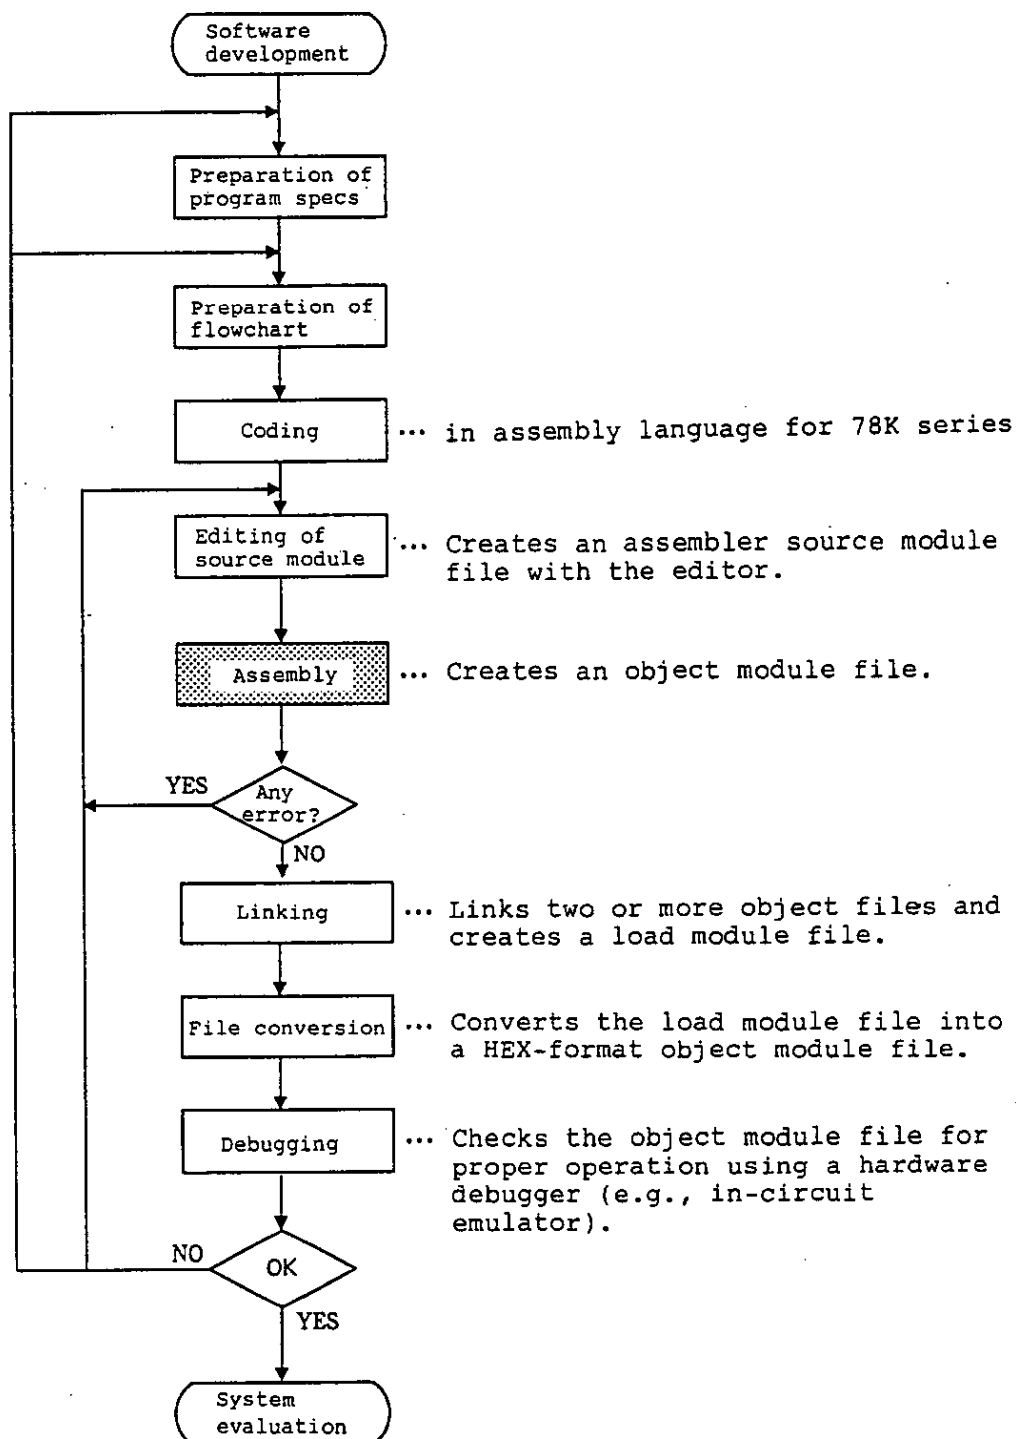 Software
development
Preparation of
program specs
Preparation of
flowchart
Coding
... in assembly language for 78K series
Editing of
source module
... Creates an assembler source module
file with the editor.
Assembly
... Creates an object module file.
YES
Any
error?
NO
Linking
... Links two or more object files and
creates a load module file.
File conversion
... Converts the load module file into
a HEX-format object module file.
Debugging
... Checks the object module file for
proper operation using a hardware
debugger (e.g., in-circuit
emulator).
NO
OK
YES
System
evaluation